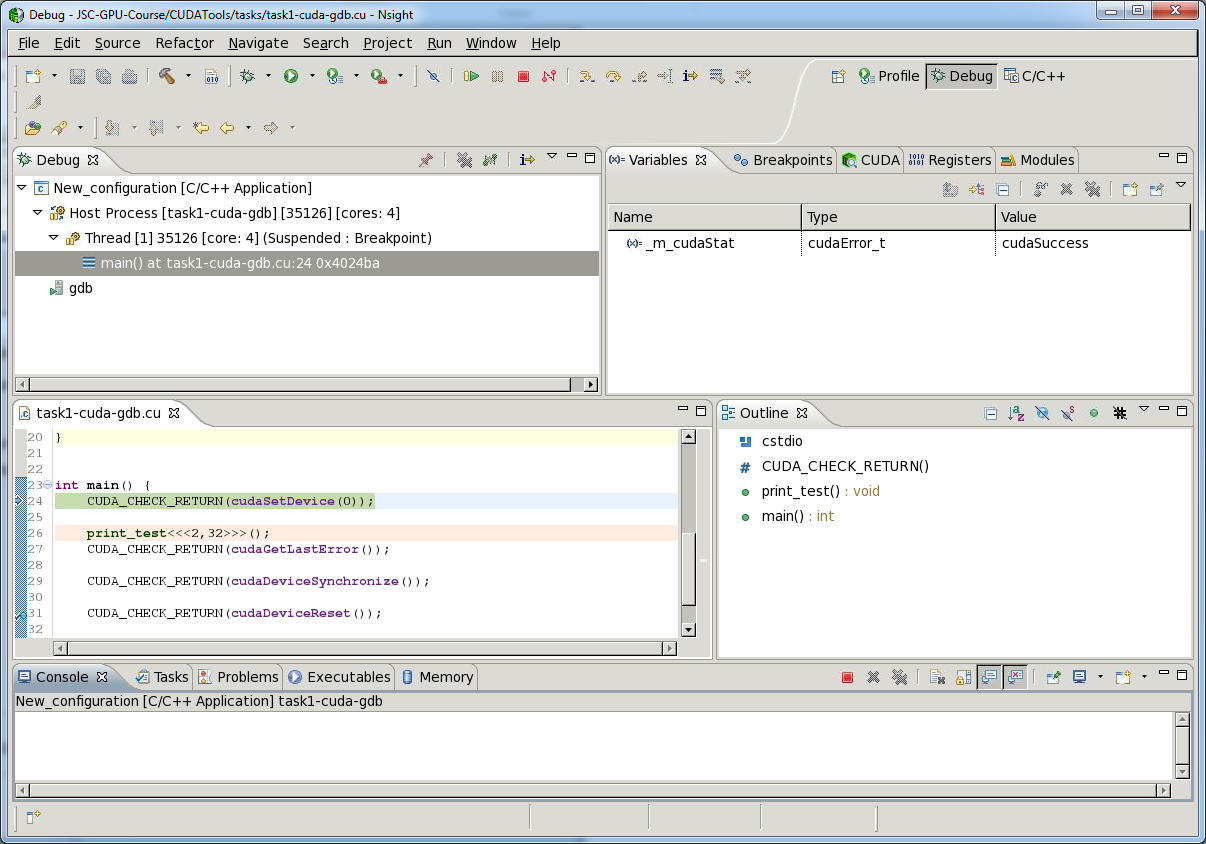 Debug - JSC-GPU-Course/CUDATools/tasks/task1-cuda-gdb.cu - Nsight
File Edit Source Refactor Navigate Search Project Run Window Help
Profile Debug C/C++
Debug
New_configuration [C/C++ Application]
Host Process [task1-cuda-gdb] [35126] [cores: 4]
Thread [1] 35126 [core: 4] (Suspended : Breakpoint)
main() at task1-cuda-gdb.cu:24 0x4024ba
gdb
(x)= Variables Breakpoints CUDA Registers Modules
Name Type Value
(x)= _m_cudaStat cudaError_t cudaSuccess
task1-cuda-gdb.cu
20 }
21
22
23 int main() {
24 CUDA_CHECK_RETURN(cudaSetDevice(0));
25
26 print_test<<<2,32>>>();
27 CUDA_CHECK_RETURN(cudaGetLastError());
28
29 CUDA_CHECK_RETURN(cudaDeviceSynchronize());
30
31 CUDA_CHECK_RETURN(cudaDeviceReset());
32
Outline
cstdio
# CUDA_CHECK_RETURN()
print_test() : void
main() : int
Console Tasks Problems Executables Memory
New_configuration [C/C++ Application] task1-cuda-gdb